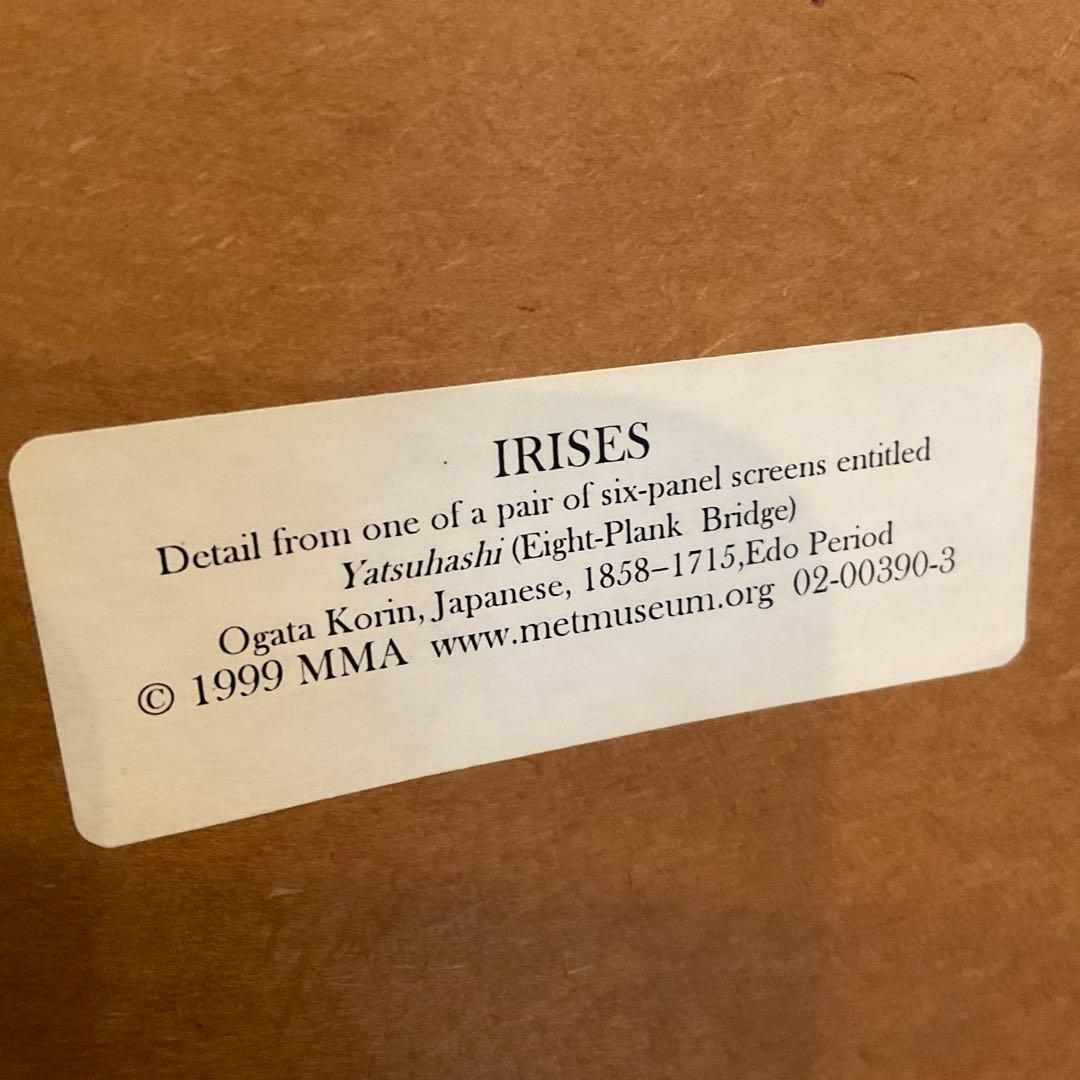 IRISES
Detail from one of a pair of six-panel screens entitled
Yatsuhashi (Eight-Plank Bridge)
Ogata Korin, Japanese, 1858–1715,Edo Period
© 1999 MMA www.metmuseum.org 02-00390-3